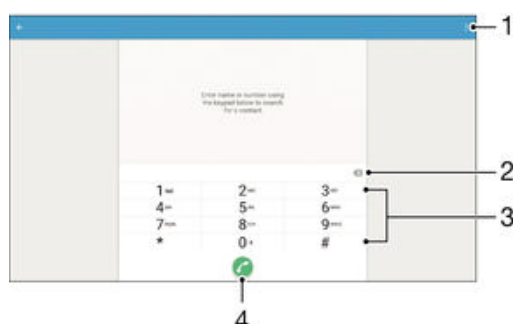 1
Enter name or number using
the keypad below to search
for a contact
2
1 2 3
4 5 6
3
7 8 9
* 0 + #
4